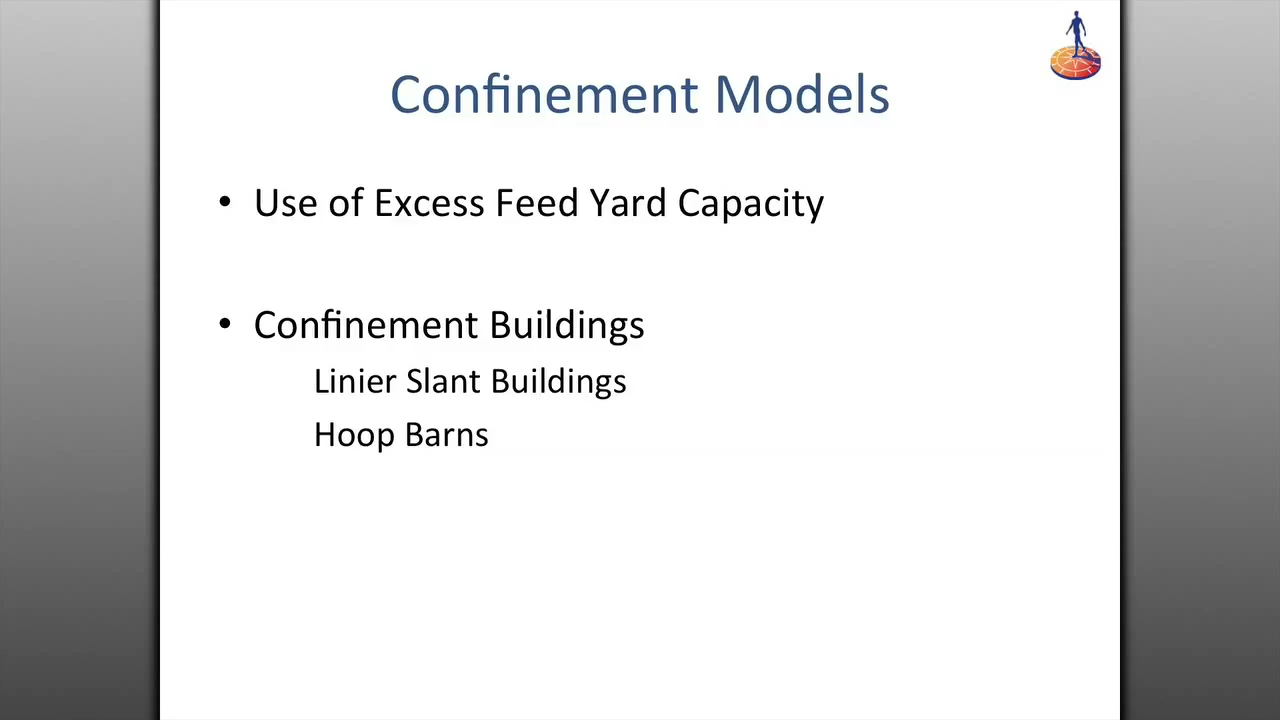 Confinement Models
• Use of Excess Feed Yard Capacity
• Confinement Buildings
Linier Slant Buildings
Hoop Barns